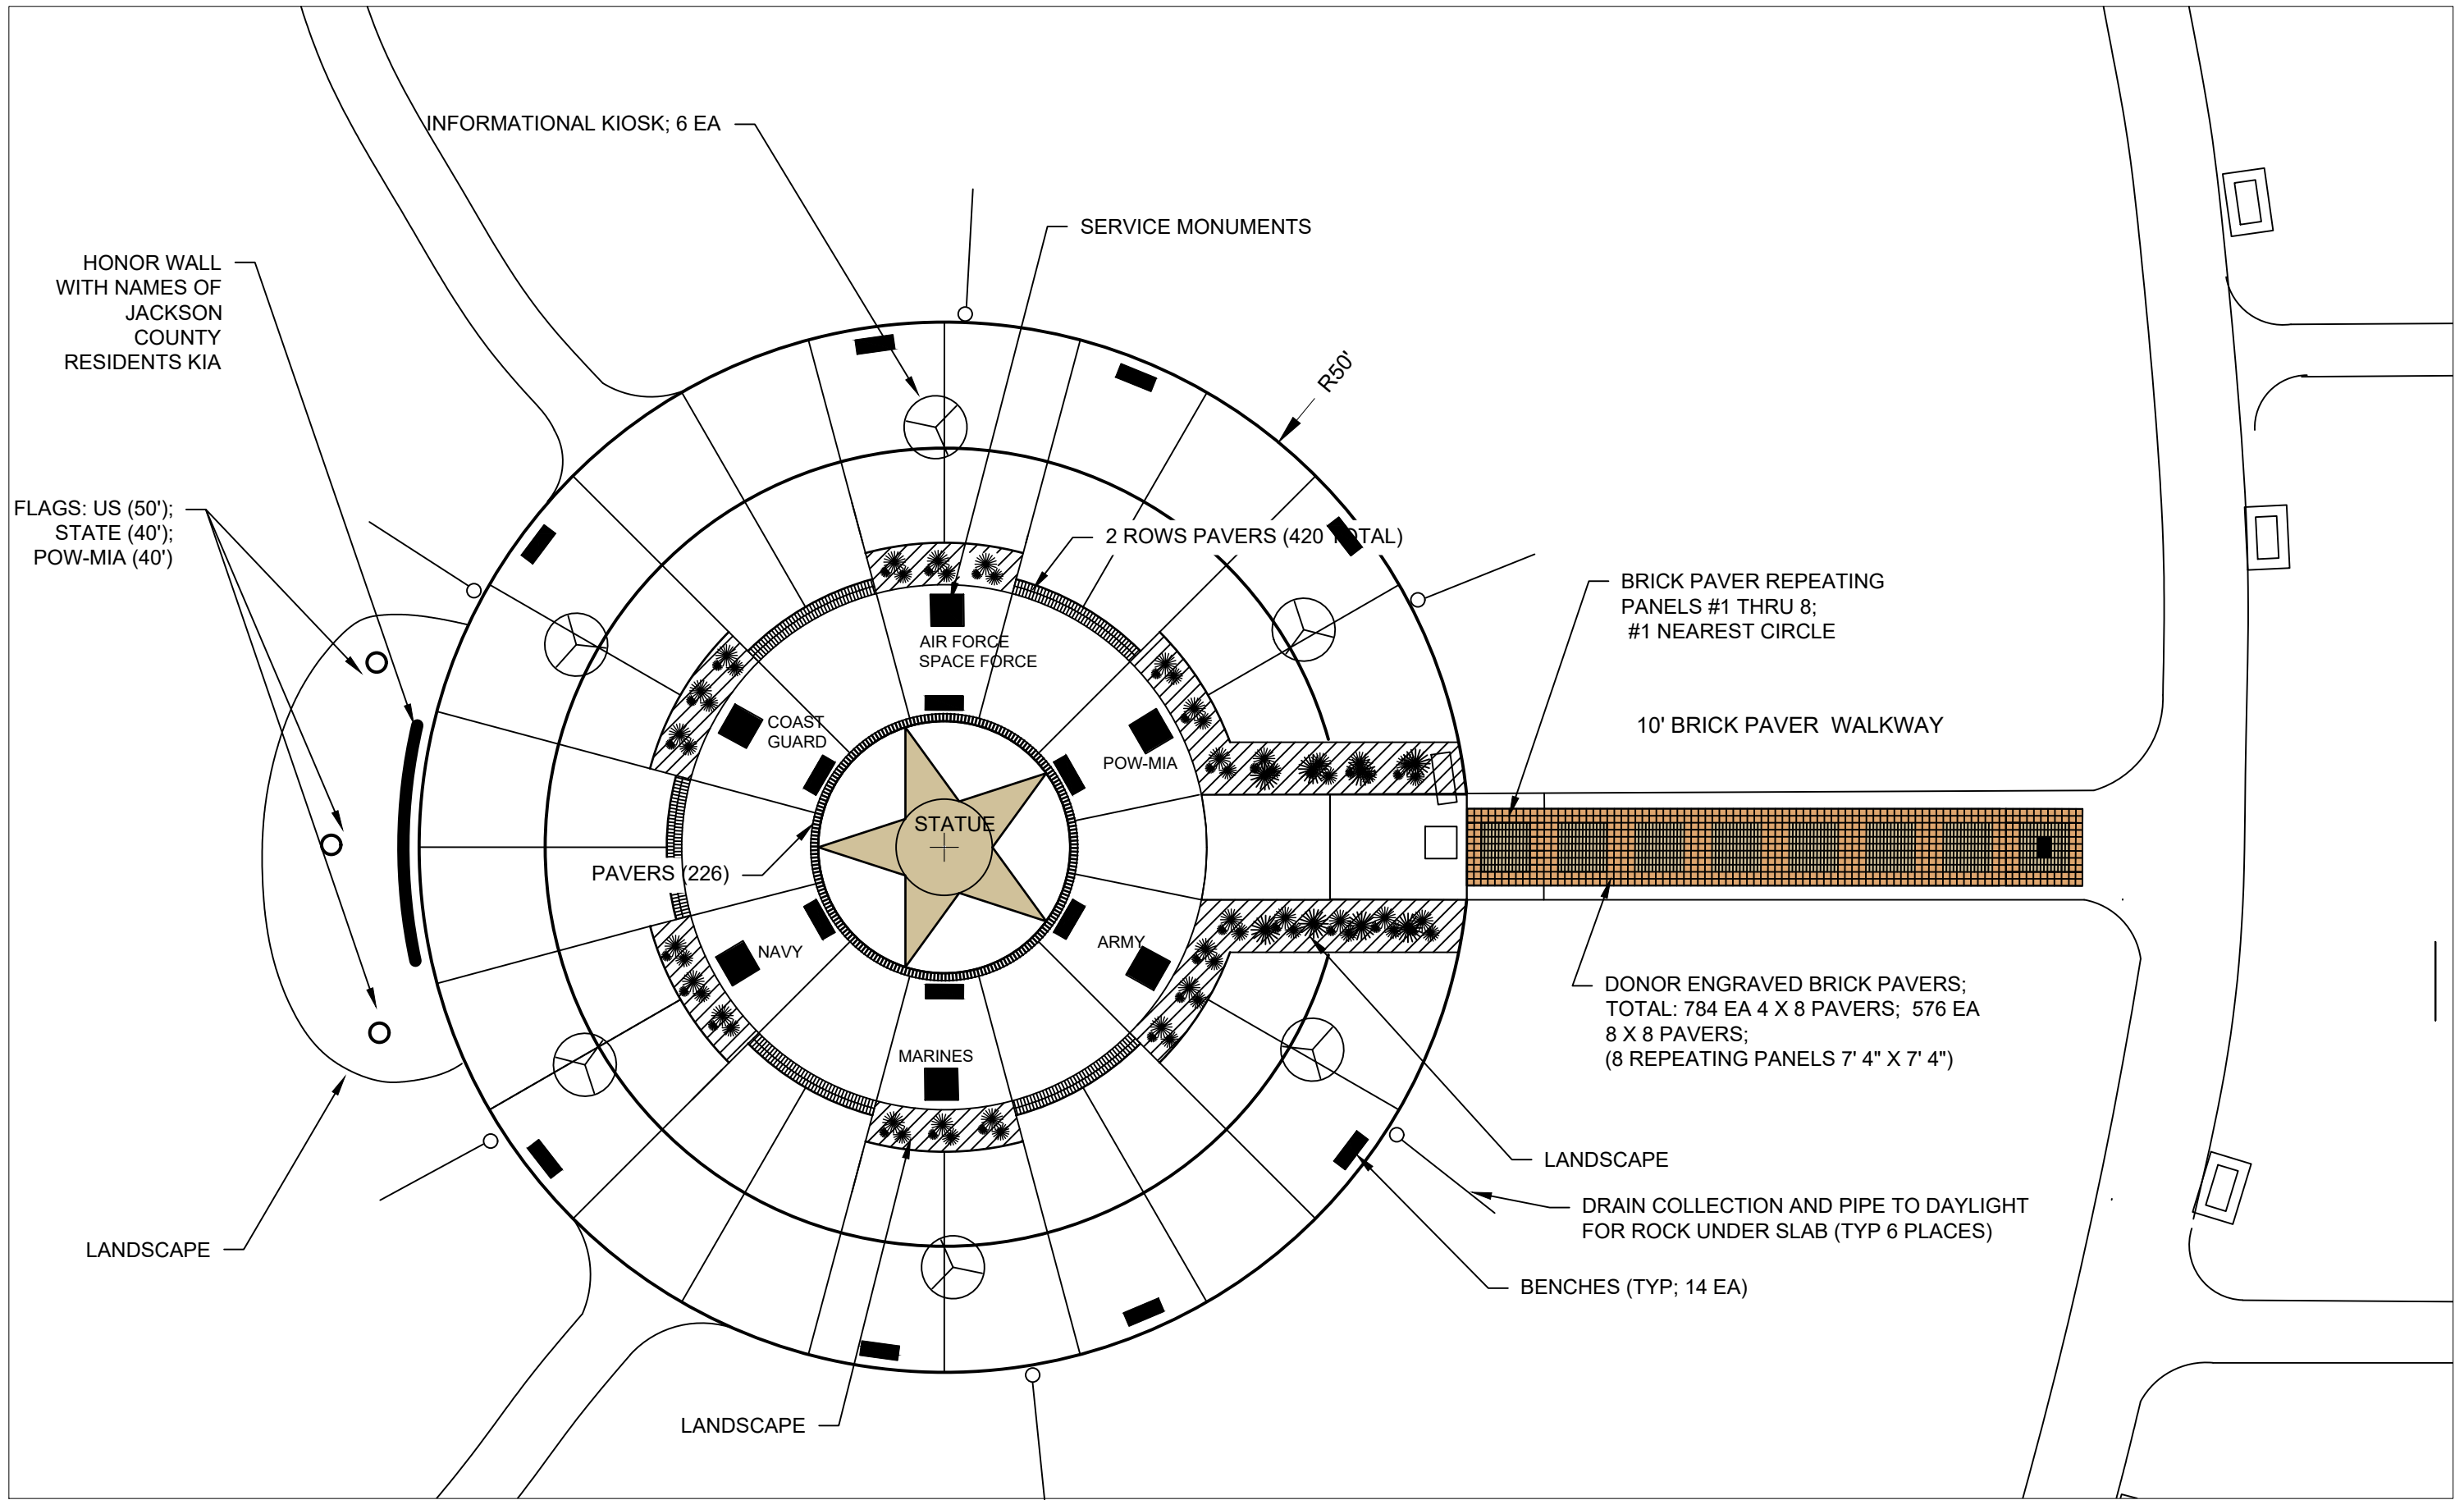 INFORMATIONAL KIOSK; 6 EA
SERVICE MONUMENTS
HONOR WALL
WITH NAMES OF
JACKSON
COUNTY
RESIDENTS KIA
R50'
FLAGS: US (50');
STATE (40');
POW-MIA (40')
2 ROWS PAVERS (420 TOTAL)
BRICK PAVER REPEATING
PANELS #1 THRU 8;
#1 NEAREST CIRCLE
AIR FORCE
SPACE FORCE
COAST
GUARD
POW-MIA
10' BRICK PAVER WALKWAY
STATUE
PAVERS (226)
NAVY
ARMY
MARINES
DONOR ENGRAVED BRICK PAVERS;
TOTAL: 784 EA 4 X 8 PAVERS; 576 EA
8 X 8 PAVERS;
(8 REPEATING PANELS 7' 4" X 7' 4")
LANDSCAPE
DRAIN COLLECTION AND PIPE TO DAYLIGHT
FOR ROCK UNDER SLAB (TYP 6 PLACES)
LANDSCAPE
BENCHES (TYP; 14 EA)
LANDSCAPE